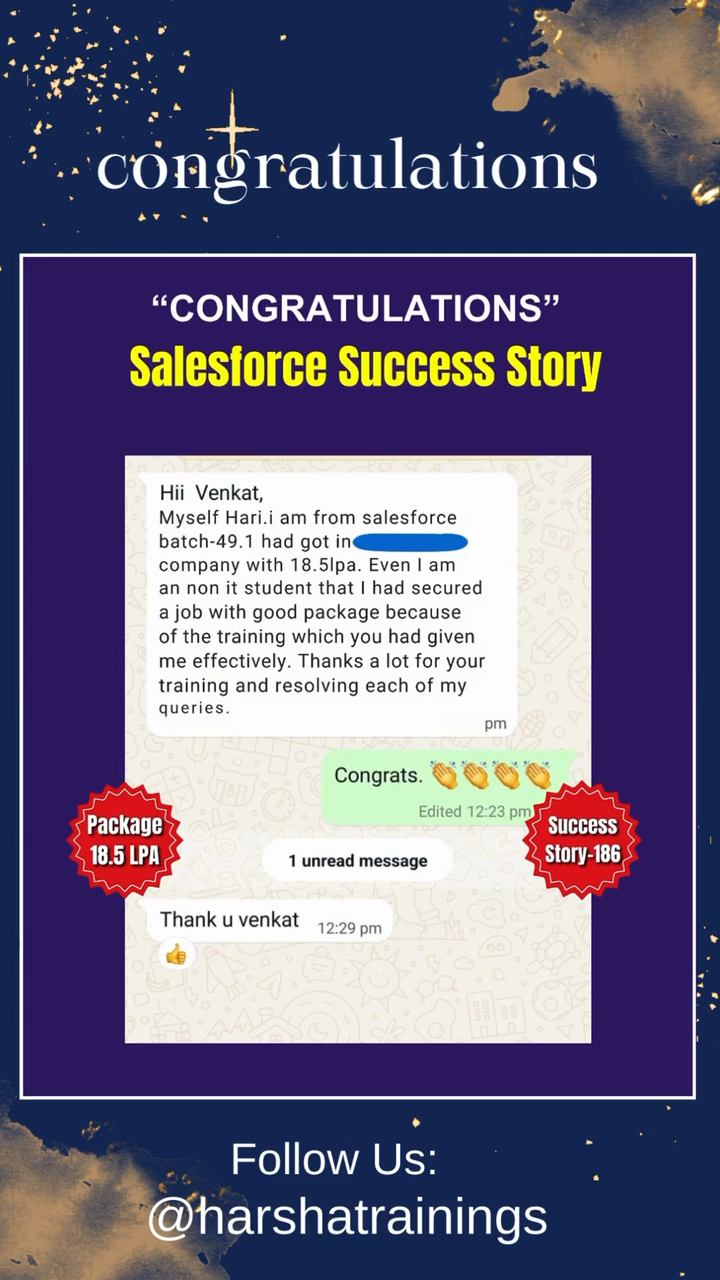 congratulations
“CONGRATULATIONS”
Salesforce Success Story
Hii Venkat,
Myself Hari.i am from salesforce
batch-49.1 had got in
company with 18.5lpa. Even I am
an non it student that I had secured
a job with good package because
of the training which you had given
me effectively. Thanks a lot for your
training and resolving each of my
queries.
pm
Congrats. 👏👏👏👏
Edited 12:23 pm
Package
18.5 LPA
Success
Story-186
1 unread message
Thank u venkat 12:29 pm
👍
Follow Us:
@harshatrainings